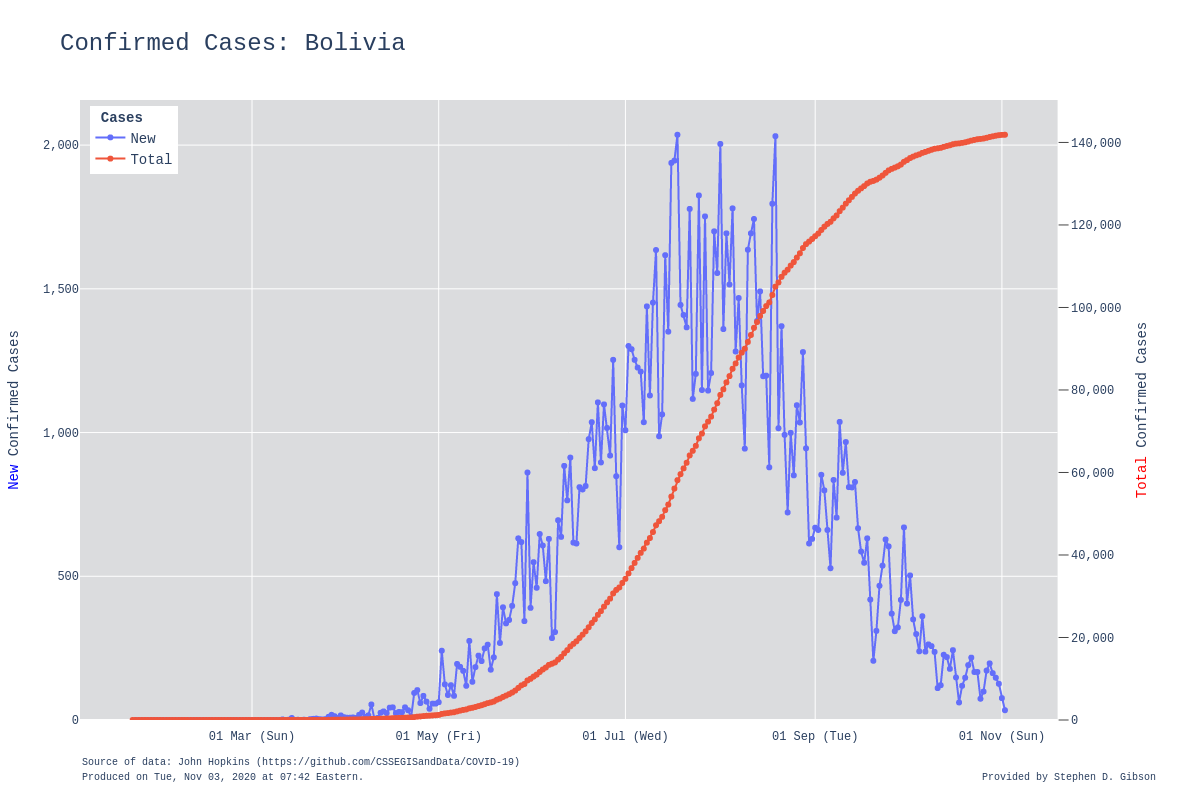 Confirmed Cases: Bolivia
Cases
New
Total
2,000
1,500
1,000
500
0
New Confirmed Cases
140,000
120,000
100,000
80,000
60,000
40,000
20,000
0
Total Confirmed Cases
01 Mar (Sun)
01 May (Fri)
01 Jul (Wed)
01 Sep (Tue)
01 Nov (Sun)
Source of data: John Hopkins (https://github.com/CSSEGISandData/COVID-19)
Produced on Tue, Nov 03, 2020 at 07:42 Eastern.
Provided by Stephen D. Gibson